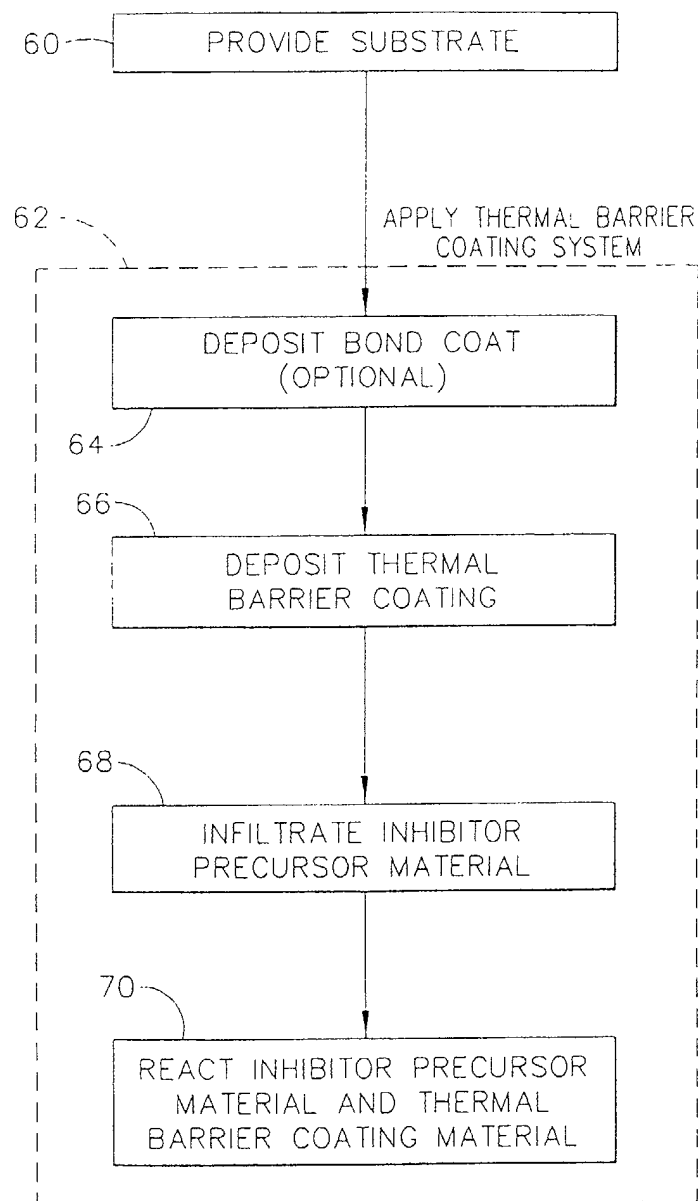 60
PROVIDE SUBSTRATE
62
APPLY THERMAL BARRIER
COATING SYSTEM
DEPOSIT BOND COAT
(OPTIONAL)
64
66
DEPOSIT THERMAL
BARRIER COATING
68
INFILTRATE INHIBITOR
PRECURSOR MATERIAL
70
REACT INHIBITOR PRECURSOR
MATERIAL AND THERMAL
BARRIER COATING MATERIAL